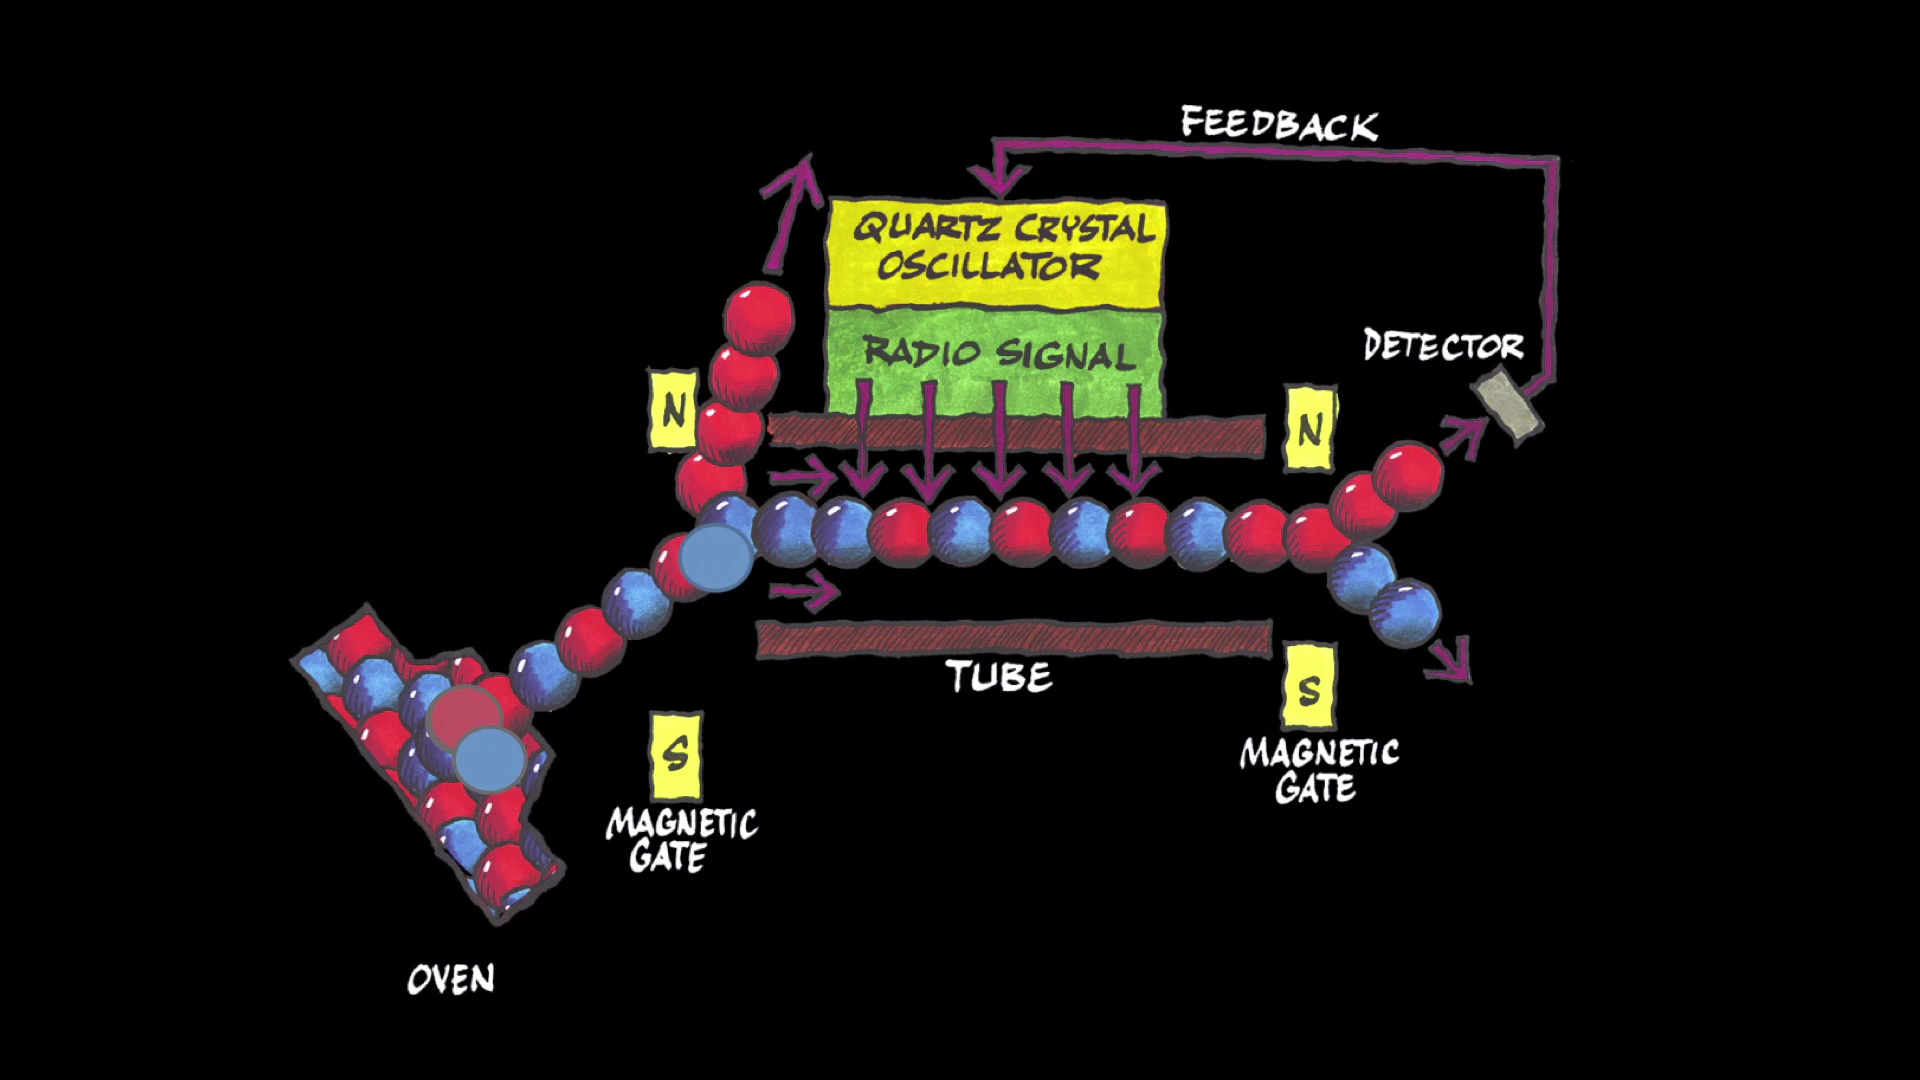 FEEDBACK
QUARTZ CRYSTAL
OSCILLATOR
RADIO SIGNAL
DETECTOR
N
N
TUBE
S
S
MAGNETIC
GATE
MAGNETIC
GATE
OVEN